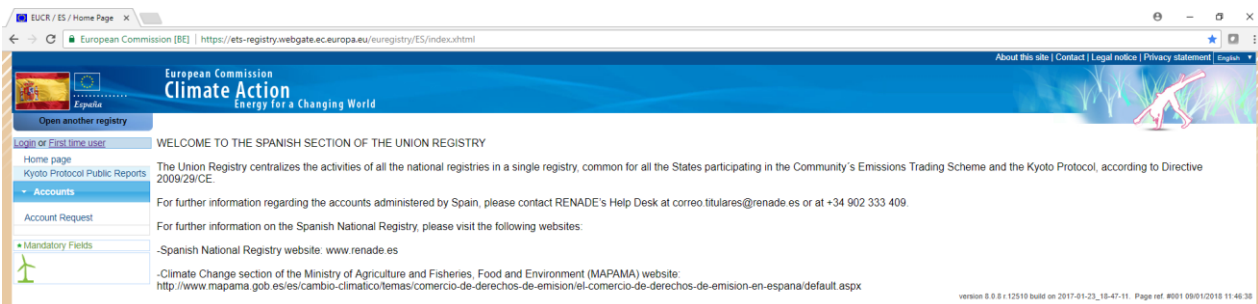 EUCR / ES / Home Page
European Commission [BE] | https://ets-registry.webgate.ec.europa.eu/euregistry/ES/index.xhtml
About this site | Contact | Legal notice | Privacy statement English
European Commission
Climate Action
Energy for a Changing World
España
Open another registry
Login or First time user
Home page
Kyoto Protocol Public Reports
Accounts
Account Request
Mandatory Fields
WELCOME TO THE SPANISH SECTION OF THE UNION REGISTRY
The Union Registry centralizes the activities of all the national registries in a single registry, common for all the States participating in the Community´s Emissions Trading Scheme and the Kyoto Protocol, according to Directive
2009/29/CE.
For further information regarding the accounts administered by Spain, please contact RENADE's Help Desk at correo titulares@renade.es or at +34 902 333 409.
For further information on the Spanish National Registry, please visit the following websites:
-Spanish National Registry website: www.renade.es
-Climate Change section of the Ministry of Agriculture and Fisheries, Food and Environment (MAPAMA) website:
http://www.mapama.gob.es/es/cambio-climatico/temas/comercio-de-derechos-de-emision/el-comercio-de-derechos-de-emision-en-espana/default.aspx
version 8.0.8 r.12510 build on 2017-01-23_18-47-11. Page ref. #001 09/01/2018 11:46:38